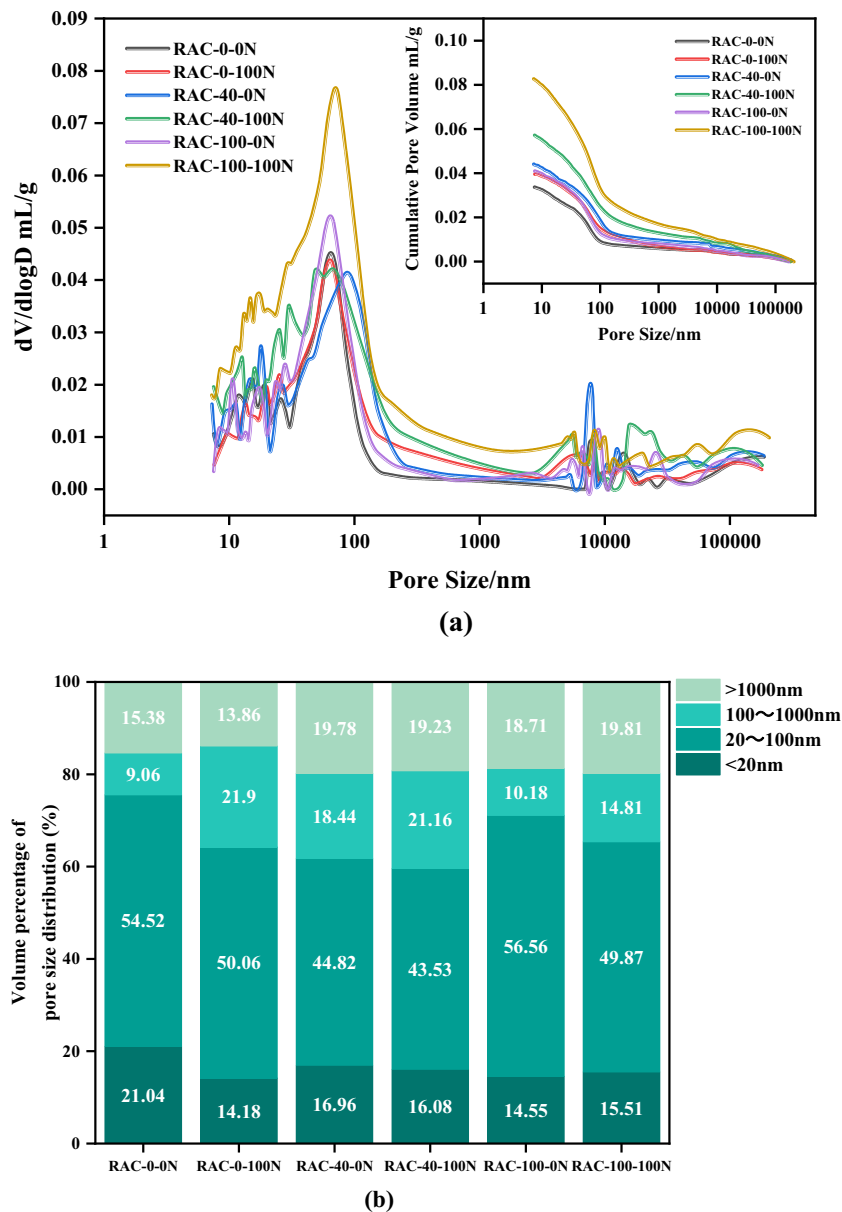 0.09
0.08
0.07
0.06
0.05
0.04
0.03
0.02
0.01
0.00
dV/dlogD mL/g
RAC-0-0N
RAC-0-100N
RAC-40-0N
RAC-40-100N
RAC-100-0N
RAC-100-100N
0.10
0.08
0.06
0.04
0.02
0.00
Cumulative Pore Volume mL/g
RAC-0-0N
RAC-0-100N
RAC-40-0N
RAC-40-100N
RAC-100-0N
RAC-100-100N
1 10 100 1000 10000 100000
Pore Size/nm
1 10 100 1000 10000 100000
Pore Size/nm
(a)
100
80
60
40
20
0
Volume percentage of
pore size distribution (%)
15.38 13.86 19.78 19.23 18.71 19.81
9.06 21.9 18.44 21.16 10.18 14.81
54.52 50.06 44.82 43.53 56.56 49.87
21.04 14.18 16.96 16.08 14.55 15.51
>1000nm
100～1000nm
20～100nm
<20nm
RAC-0-0N RAC-0-100N RAC-40-0N RAC-40-100N RAC-100-0N RAC-100-100N
(b)